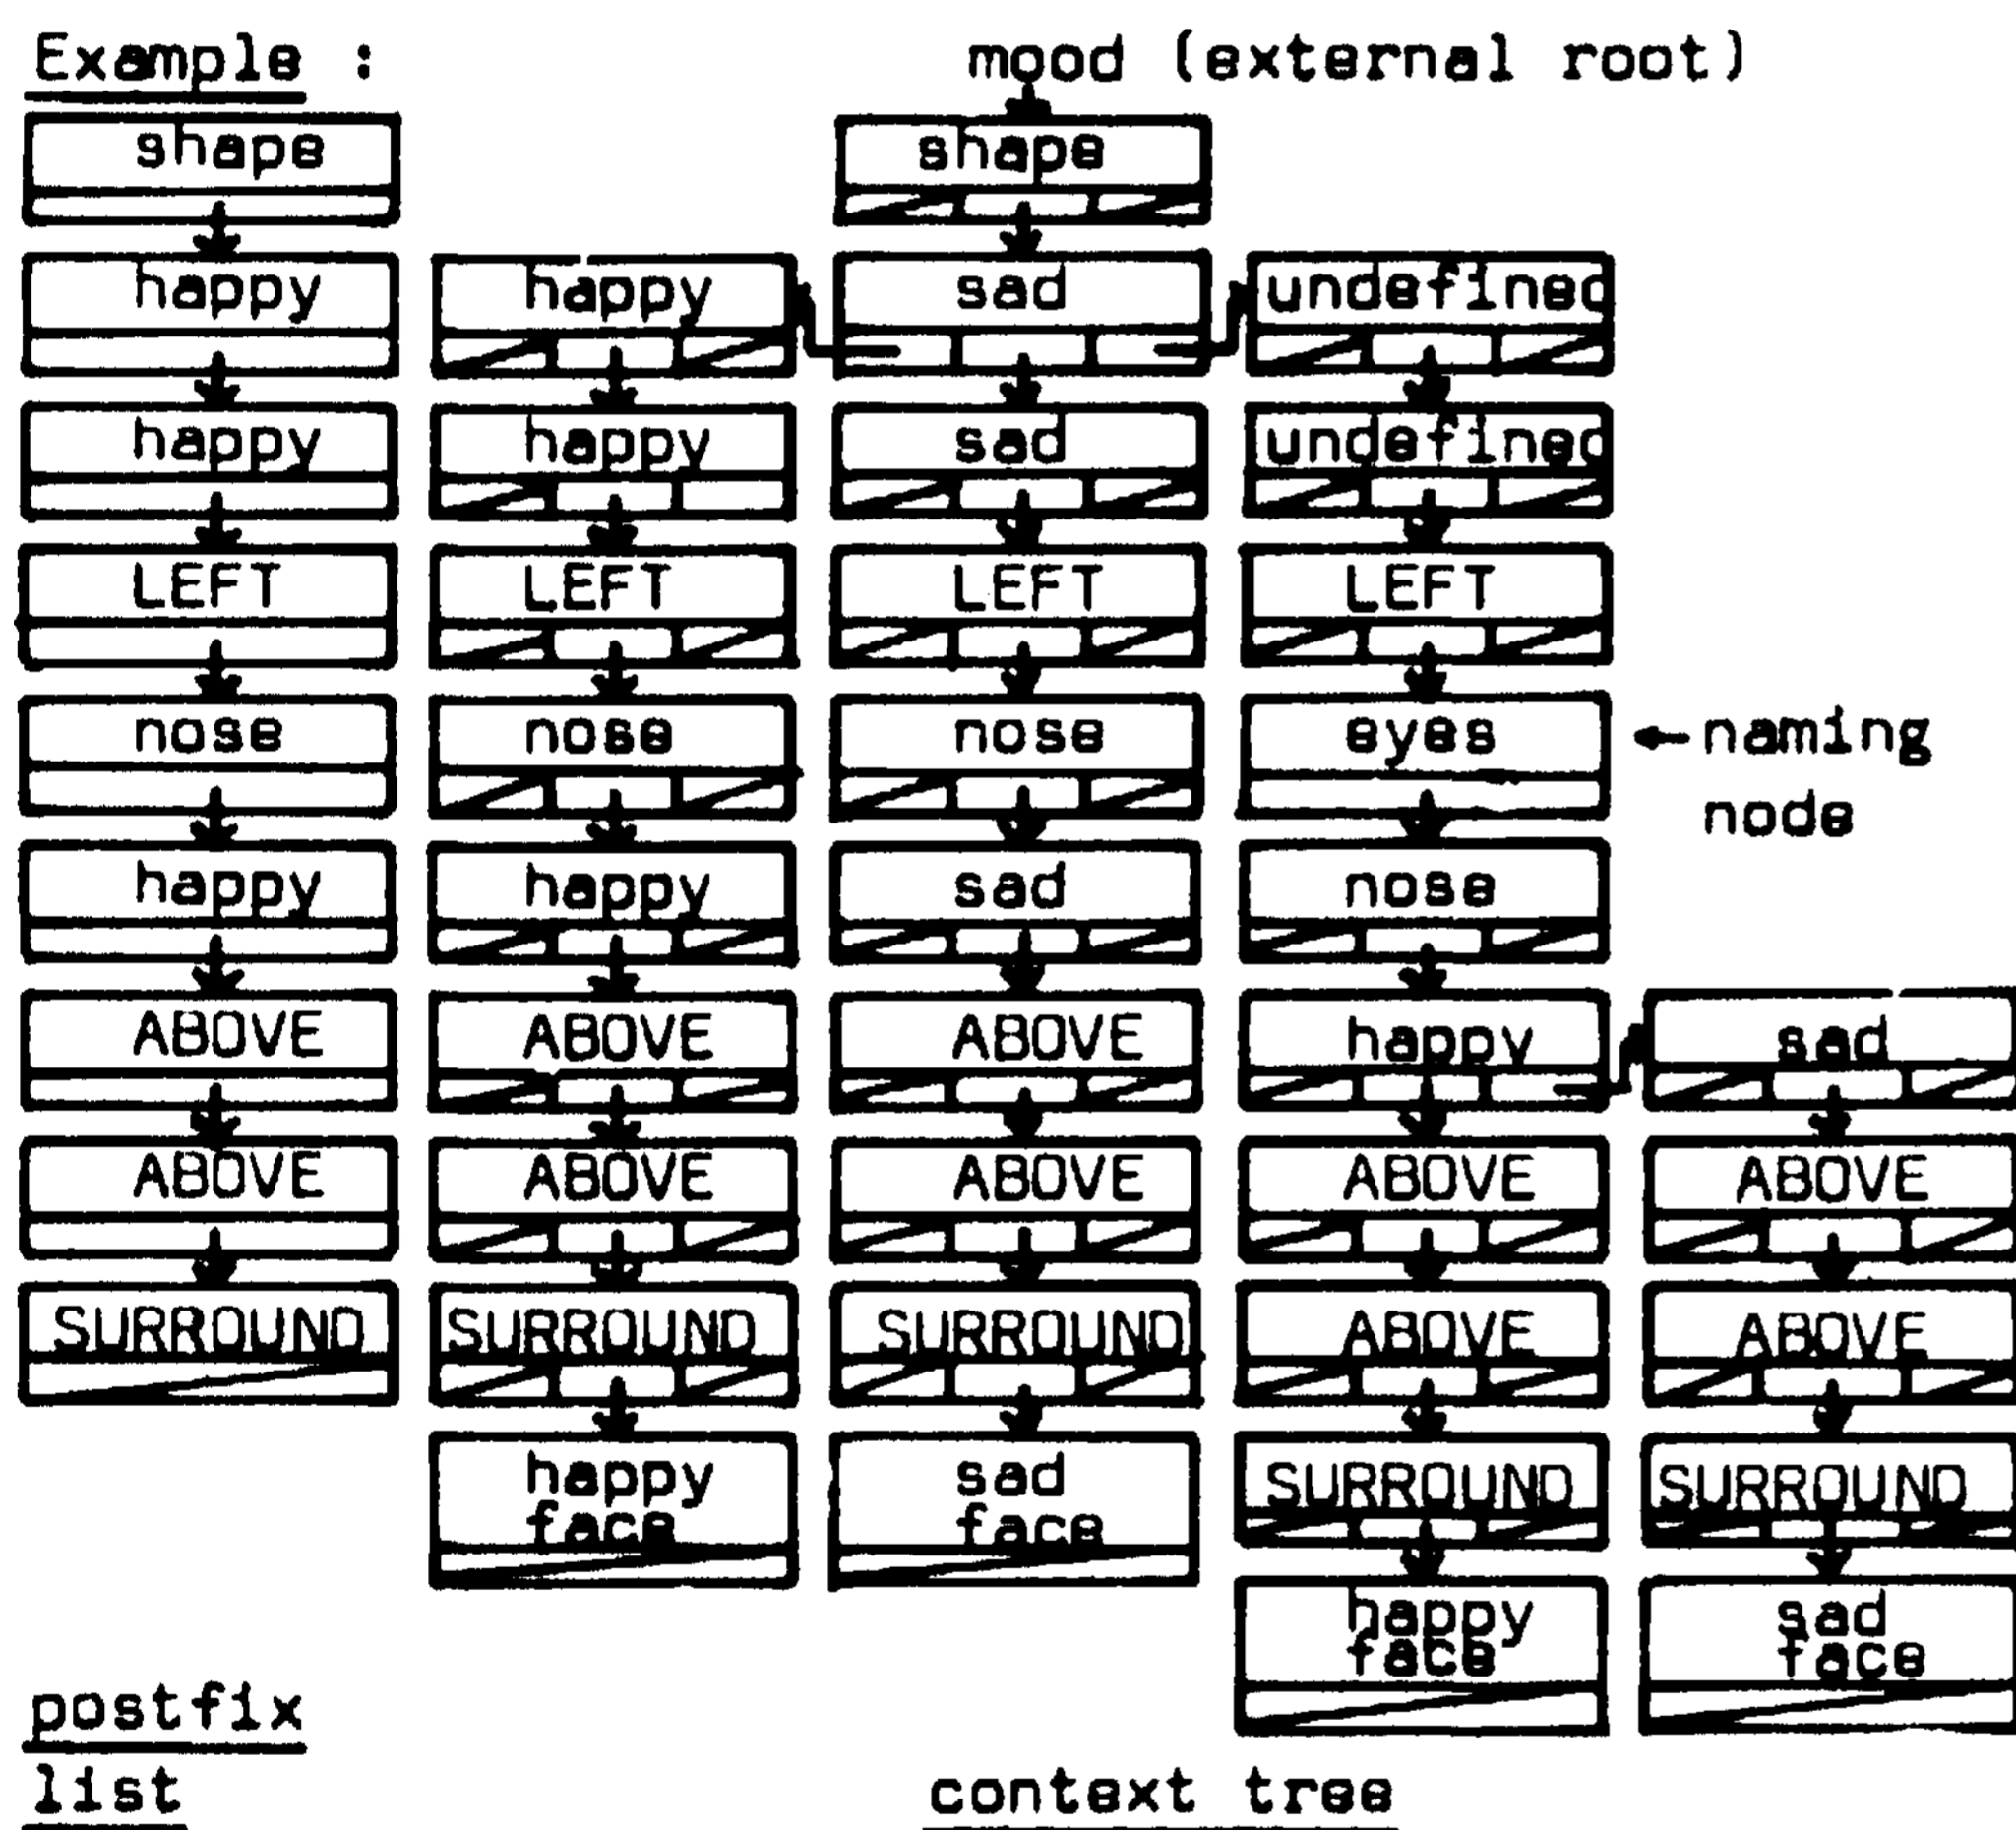 Example :
mood (external root)
shape
shape
happy
happy
sad
undefined
happy
happy
sad
undefined
LEFT
LEFT
LEFT
LEFT
nose
nose
nose
eyes
naming
node
happy
happy
sad
nose
ABOVE
ABOVE
ABOVE
happy
sad
ABOVE
ABOVE
ABOVE
ABOVE
ABOVE
SURROUND
SURROUND
SURROUND
ABOVE
ABOVE
happy
face
sad
face
SURROUND
SURROUND
happy
face
sad
face
postfix
list
context tree